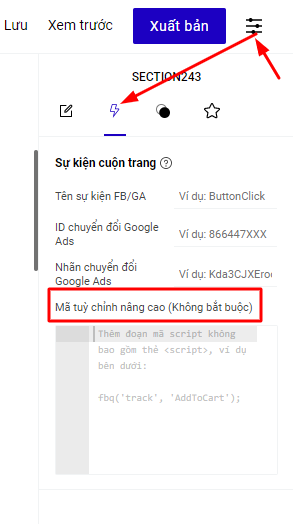 Lưu Xem trước Xuất bản
SECTION243
Sự kiện cuộn trang ?
Tên sự kiện FB/GA Ví dụ: ButtonClick
ID chuyển đổi Google
Ads
Ví dụ: 866447XXX
Nhãn chuyển đổi
Google Ads
Ví dụ: Kda3CJXEro
Mã tuỳ chỉnh nâng cao (Không bắt buộc)
Thêm đoạn mã script không
bao gồm thẻ <script>, ví dụ
bên dưới:
fbq('track', 'AddToCart');